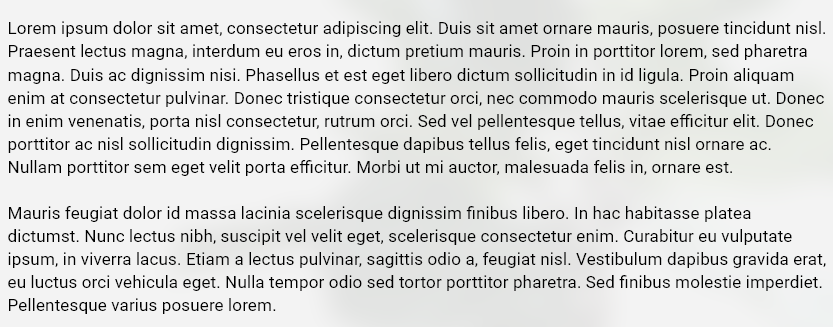 Lorem ipsum dolor sit amet, consectetur adipiscing elit. Duis sit amet ornare mauris, posuere tincidunt nisl.
Praesent lectus magna, interdum eu eros in, dictum pretium mauris. Proin in porttitor lorem, sed pharetra
magna. Duis ac dignissim nisi. Phasellus et est eget libero dictum sollicitudin in id ligula. Proin aliquam
enim at consectetur pulvinar. Donec tristique consectetur orci, nec commodo mauris scelerisque ut. Donec
in enim venenatis, porta nisl consectetur, rutrum orci. Sed vel pellentesque tellus, vitae efficitur elit. Donec
porttitor ac nisl sollicitudin dignissim. Pellentesque dapibus tellus felis, eget tincidunt nisl ornare ac.
Nullam porttitor sem eget velit porta efficitur. Morbi ut mi auctor, malesuada felis in, ornare est.
Mauris feugiat dolor id massa lacinia scelerisque dignissim finibus libero. In hac habitasse platea
dictumst. Nunc lectus nibh, suscipit vel velit eget, scelerisque consectetur enim. Curabitur eu vulputate
ipsum, in viverra lacus. Etiam a lectus pulvinar, sagittis odio a, feugiat nisl. Vestibulum dapibus gravida erat,
eu luctus orci vehicula eget. Nulla tempor odio sed tortor porttitor pharetra. Sed finibus molestie imperdiet.
Pellentesque varius posuere lorem.